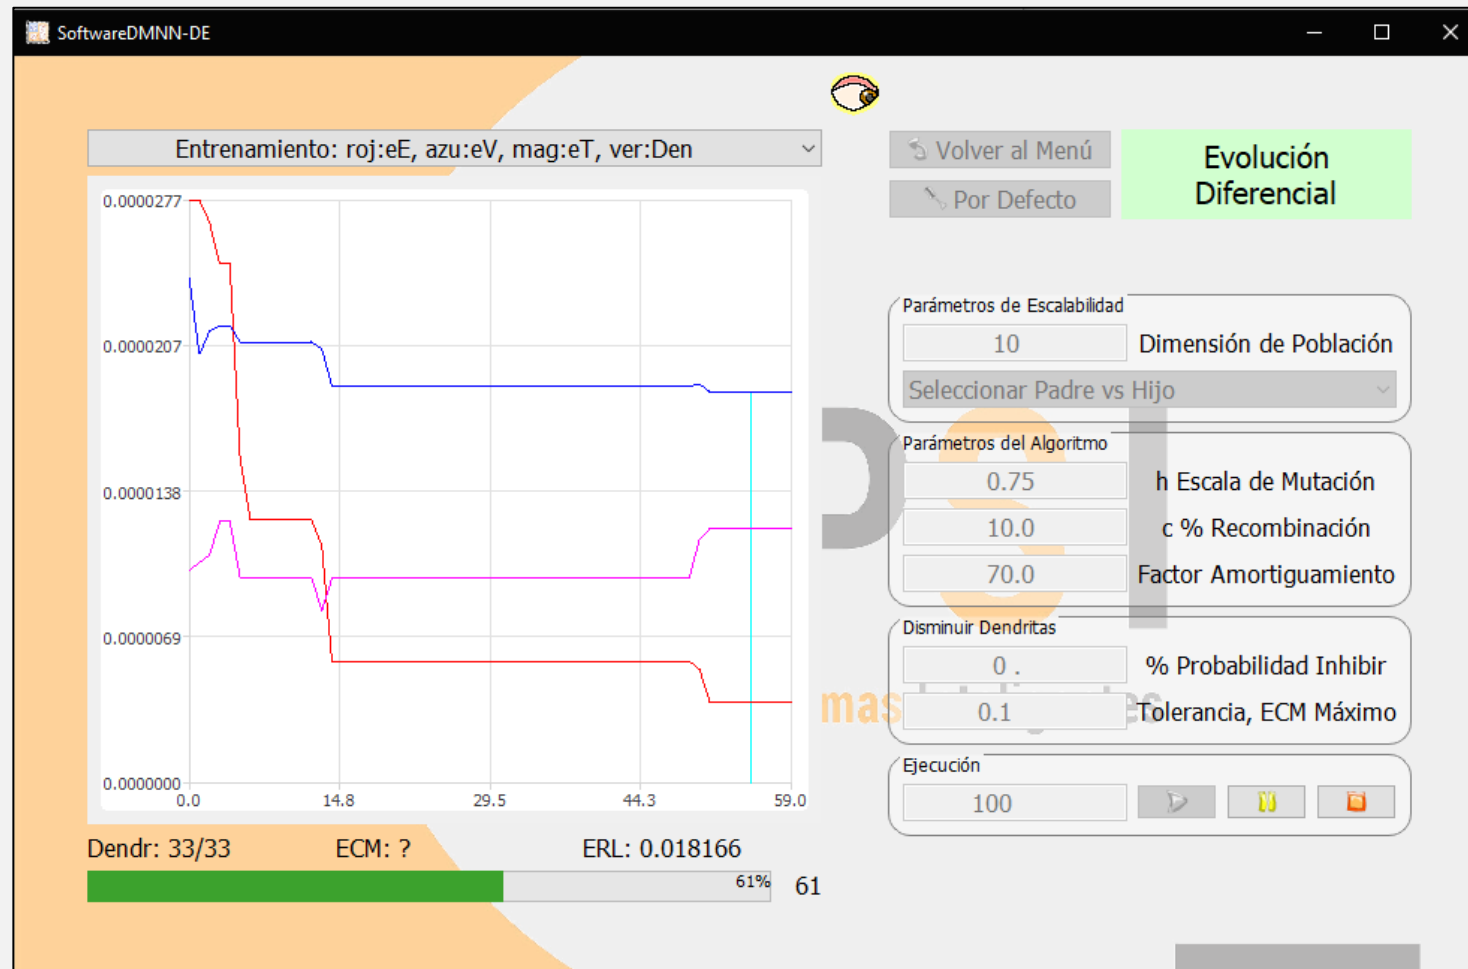 SoftwareDMNN-DE
Entrenamiento: roj:eE, azu:eV, mag:eT, ver:Den
Volver al Menú
Por Defecto
Evolución
Diferencial
0.0000277
0.0000207
0.0000138
0.0000069
0.0000000
0.0 14.8 29.5 44.3 59.0
Dendr: 33/33 ECM: ? ERL: 0.018166
61% 61
Parámetros de Escalabilidad
10 Dimensión de Población
Seleccionar Padre vs Hijo
Parámetros del Algoritmo
0.75 h Escala de Mutación
10.0 c % Recombinación
70.0 Factor Amortiguamiento
Disminuir Dendritas
0 . % Probabilidad Inhibir
0.1 Tolerancia, ECM Máximo
Ejecución
100